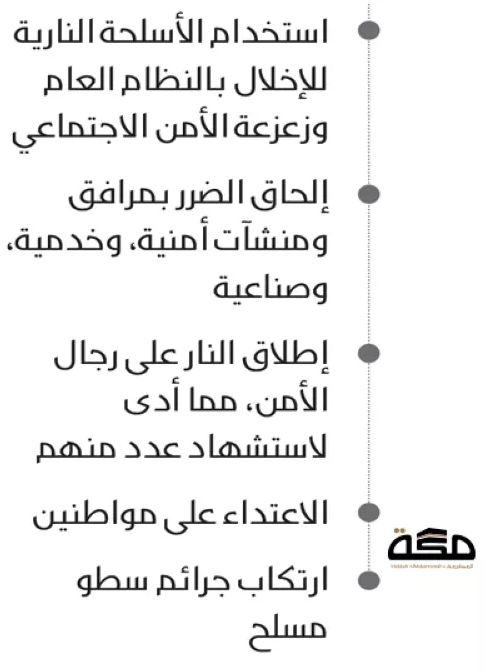 استخدام الأسلحة النارية
للإخلال بالنظام العام
وزعزعة الأمن الاجتماعي
إلحاق الضرر بمرافق
ومنشآت أمنية، وخدمية،
وصناعية
إطلاق النار على رجال
الأمن، مما أدى
لاستشهاد عدد منهم
الاعتداء على مواطنين
ارتكاب جرائم سطو
مسلح
مكة